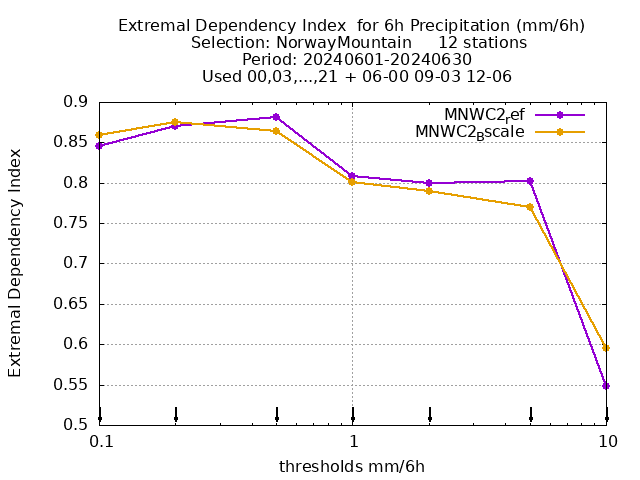 Extremal Dependency Index  for 6h Precipitation (mm/6h)
Selection: NorwayMountain     12 stations
Period: 20240601-20240630
Used 00,03,...,21 + 06-00 09-03 12-06
MNWC2ref
MNWC2Bscale
0.9
0.85
0.8
0.75
0.7
0.65
0.6
0.55
0.5
Extremal Dependency Index
0.1
1
10
thresholds mm/6h